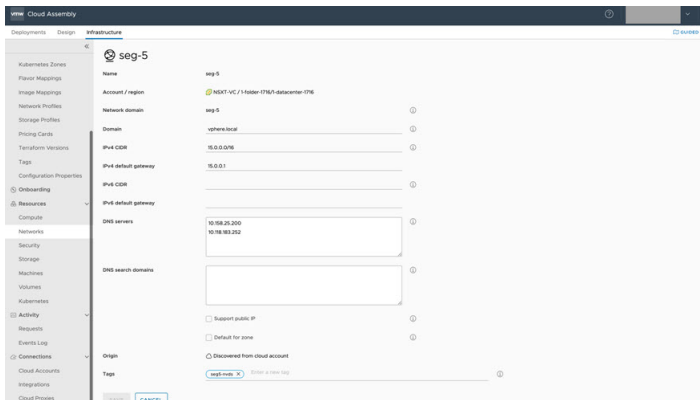 vmw Cloud Assembly
Deployments Design Infrastructure GUIDED
seg-5
Kubernetes Zones
Flavor Mappings
Image Mappings
Network Profiles
Storage Profiles
Pricing Cards
Terraform Versions
Tags
Configuration Properties
Onboarding
Resources
Compute
Networks
Security
Storage
Machines
Volumes
Kubernetes
Activity
Requests
Events Log
Connections
Cloud Accounts
Integrations
Cloud Proxies
Name seg-5
Account / region NSXT-VC / 1-folder-1716/1-datacenter-1716
Network domain seg-5
Domain vphere.local
IPv4 CIDR 15.0.0.0/16
IPv4 default gateway 15.0.0.1
IPv6 CIDR
IPv6 default gateway
DNS servers 10.158.25.200
10.118.183.252
DNS search domains
Support public IP
Default for zone
Origin Discovered from cloud account
Tags seg5-nvds X Enter a new tag
SAVE CANCEL